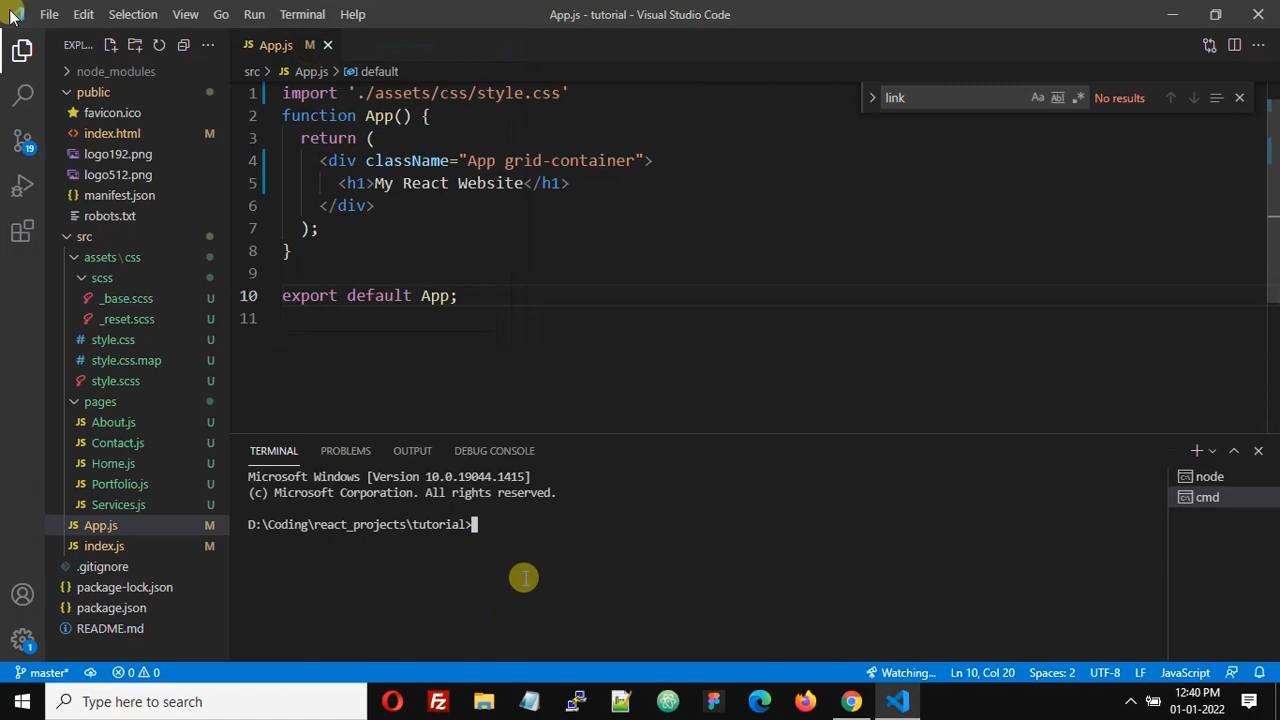 File Edit Selection View Go Run Terminal Help
App.js - tutorial - Visual Studio Code
EXPL...
App.js M
src > App.js > default
link
Aa Ab .*
No results
node_modules
public
favicon.ico
index.html M
logo192.png
logo512.png
manifest.json
robots.txt
src
assets\css
scss
_base.scss U
_reset.scss U
style.css U
style.css.map U
style.scss U
pages
About.js U
Contact.js U
Home.js U
Portfolio.js U
Services.js U
App.js M
index.js M
.gitignore
package-lock.json
package.json
README.md
19
1
1 import './assets/css/style.css'
2 function App() {
3 return (
4 <div className="App grid-container">
5 <h1>My React Website</h1>
6 </div>
7 );
8 }
9
10 export default App;
11
TERMINAL PROBLEMS OUTPUT DEBUG CONSOLE
Microsoft Windows [Version 10.0.19044.1415]
(c) Microsoft Corporation. All rights reserved.
D:\Coding\react_projects\tutorial>
node
cmd
master* 0 0
Watching... Ln 10, Col 20 Spaces: 2 UTF-8 LF JavaScript
Type here to search
12:40 PM
01-01-2022